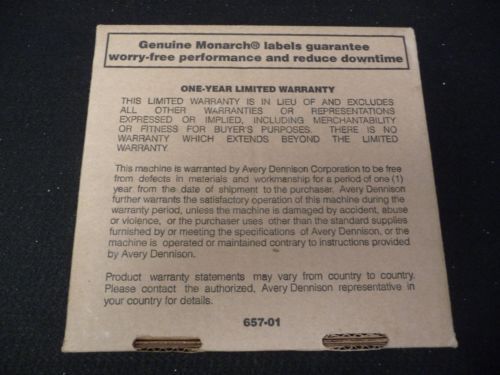 Genuine Monarch® labels guarantee
worry-free performance and reduce downtime
ONE-YEAR LIMITED WARRANTY
THIS LIMITED WARRANTY IS IN LIEU OF AND EXCLUDES
ALL OTHER WARRANTIES OR REPRESENTATIONS
EXPRESSED OR IMPLIED, INCLUDING MERCHANTABILITY
OR FITNESS FOR BUYER'S PURPOSES. THERE IS NO
WARRANTY WHICH EXTENDS BEYOND THE LIMITED
WARRANTY.
This machine is warranted by Avery Dennison Corporation to be free
from defects in materials and workmanship for a period of one (1)
year from the date of shipment to the purchaser. Avery Dennison
further warrants the satisfactory operation of this machine during the
warranty period, unless the machine is damaged by accident, abuse
or violence, or the purchaser uses other than the standard supplies
furnished by or meeting the specifications of Avery Dennison, or the
machine is operated or maintained contrary to instructions provided
by Avery Dennison.
Product warranty statements may vary from country to country.
Please contact the authorized, Avery Dennison representative in
your country for details.
657-01